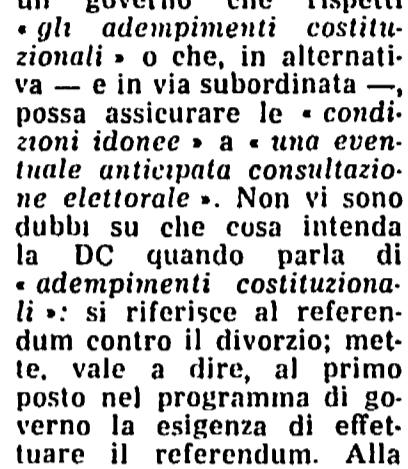 un governo che rispetti
« gli adempimenti costitu-
zionali » o che, in alternati-
va — e in via subordinata —,
possa assicurare le « condi-
zioni idonee » a « una even-
tuale anticipata consultazio-
ne elettorale ». Non vi sono
dubbi su che cosa intenda
la DC quando parla di
« adempimenti costituziona-
li »: si riferisce al referen-
dum contro il divorzio; met-
te, vale a dire, al primo
posto nel programma di go-
verno la esigenza di effet-
tuare il referendum. Alla